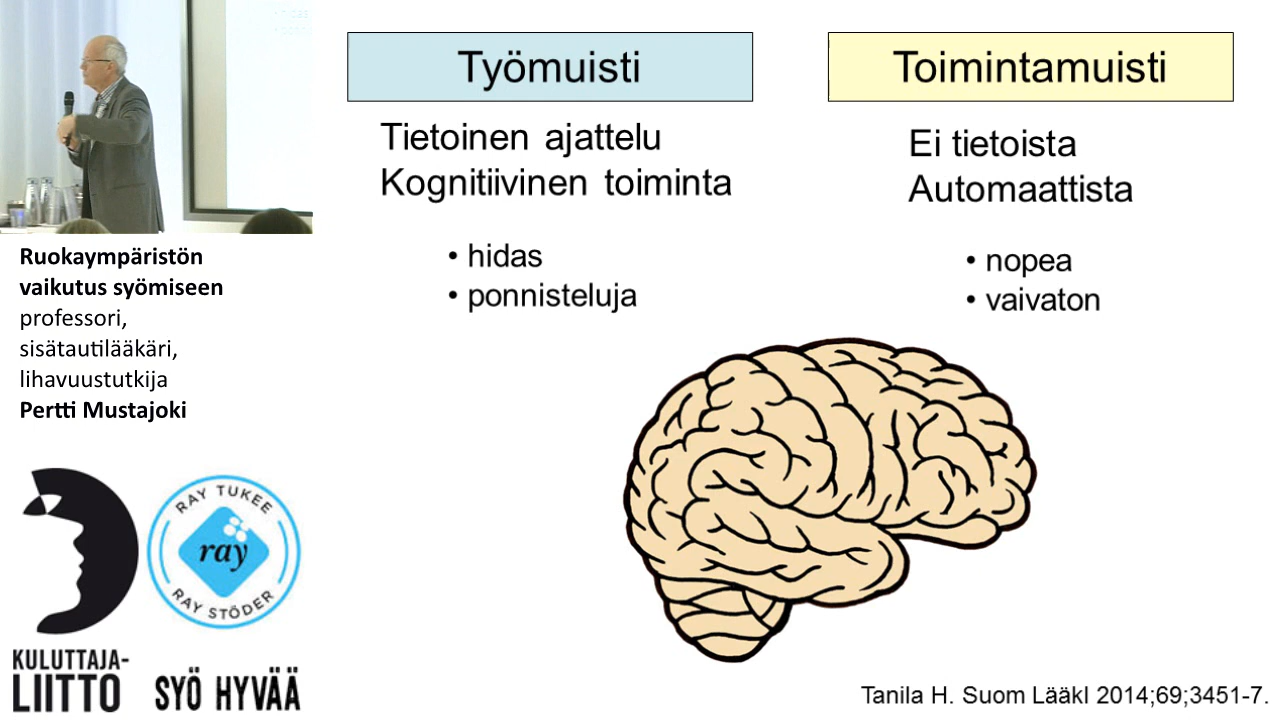 Työmuisti
Tietoinen ajattelu
Kognitiivinen toiminta
• hidas
• ponnisteluja
Toimintamuisti
Ei tietoista
Automaattista
• nopea
• vaivaton
Ruokaympäristön
vaikutus syömiseen
professori,
sisätautilääkäri,
lihavuustutkija
Pertti Mustajoki
RAY TUKEE
ray
RAY STÖDER
KULUTTAJA-
LIITTO
SYÖ HYVÄÄ
Tanila H. Suom Lääkl 2014;69;3451-7.